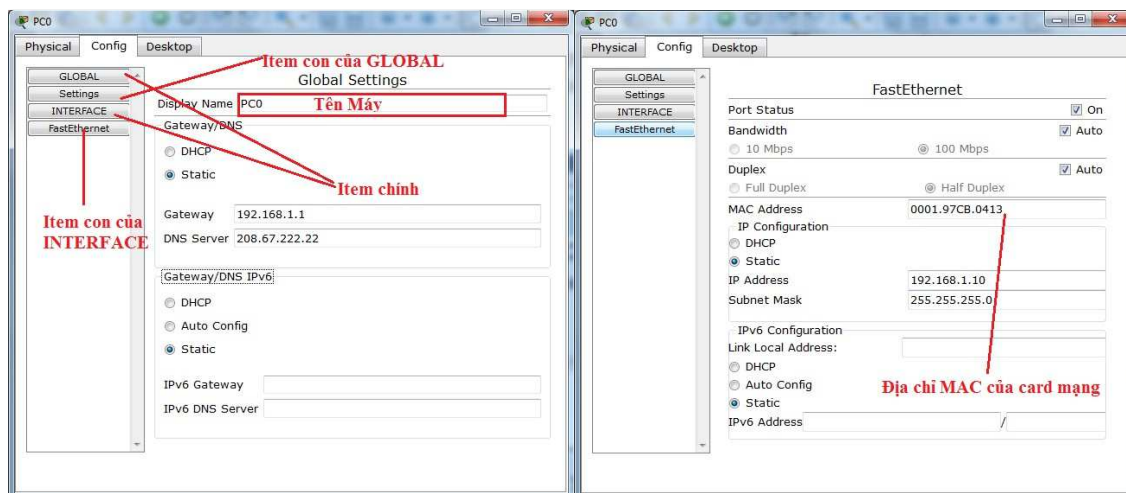 PC0
Physical Config Desktop
GLOBAL
Settings
INTERFACE
FastEthernet
Item con của GLOBAL
Global Settings
Display Name PC0 Tên Máy
Gateway/DNS
DHCP
Static
Item chính
Gateway 192.168.1.1
DNS Server 208.67.222.22
Item con của
INTERFACE
Gateway/DNS IPv6
DHCP
Auto Config
Static
IPv6 Gateway
IPv6 DNS Server
PC0
Physical Config Desktop
GLOBAL
Settings
INTERFACE
FastEthernet
FastEthernet
Port Status On
Bandwidth Auto
10 Mbps 100 Mbps
Duplex Auto
Full Duplex Half Duplex
MAC Address 0001.97CB.0413
IP Configuration
DHCP
Static
IP Address 192.168.1.10
Subnet Mask 255.255.255.0
IPv6 Configuration
Link Local Address:
DHCP
Auto Config
Địa chỉ MAC của card mạng
Static
IPv6 Address /